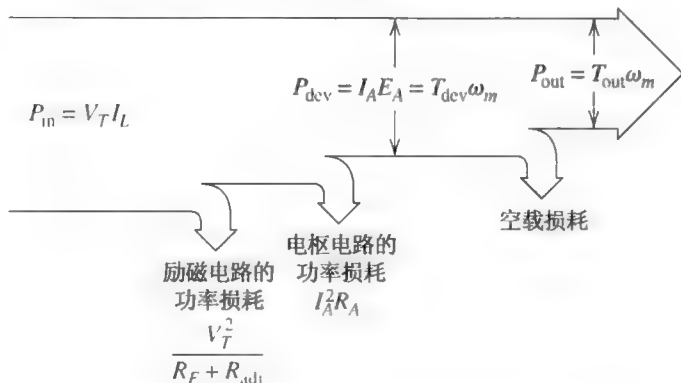 P_dev = I_A E_A = T_dev ω_m
P_out = T_out ω_m
P_in = V_T I_L
空载损耗
电枢电路的
功率损耗
I_A^2 R_A
励磁电路的
功率损耗
V_T^2
R_F + R_adj